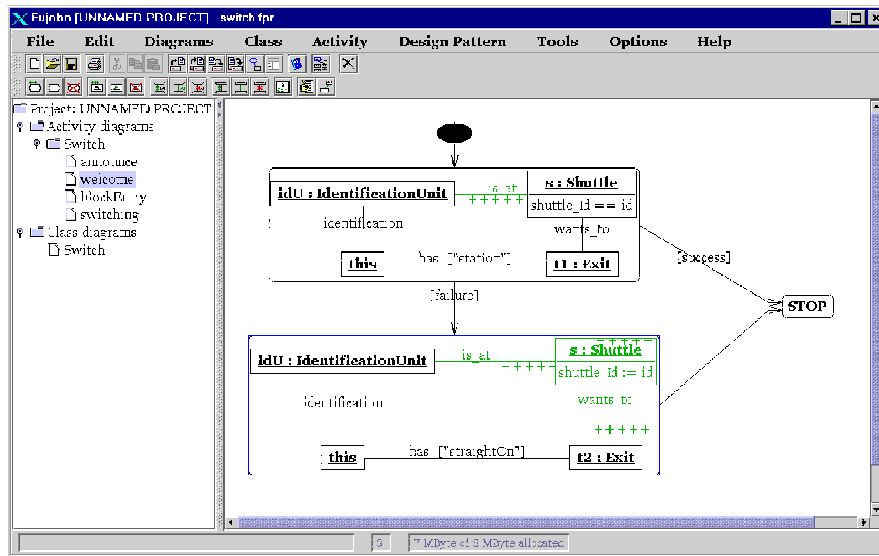 Fujaba [UNNAMED PROJECT] switch.fpr
File Edit Diagrams Class Activity Design Pattern Tools Options Help
Project: UNNAMED PROJECT
Activity diagrams
Switch
announce
welcome
blockEntry
switching
Class diagrams
Switch
idU : IdentificationUnit
is_at
+ + + + +
s : Shuttle
shuttle_Id == id
identification
wants_to
this
has ["station"]
t1 : Exit
[success]
[failure]
STOP
idU : IdentificationUnit
is_at
+ + + + +
+ + + + +
s : Shuttle
shuttle_Id := id
identification
wants_to
+ + + + +
this
has ["straightOn"]
t2 : Exit
MByte of 8 MByte allocated